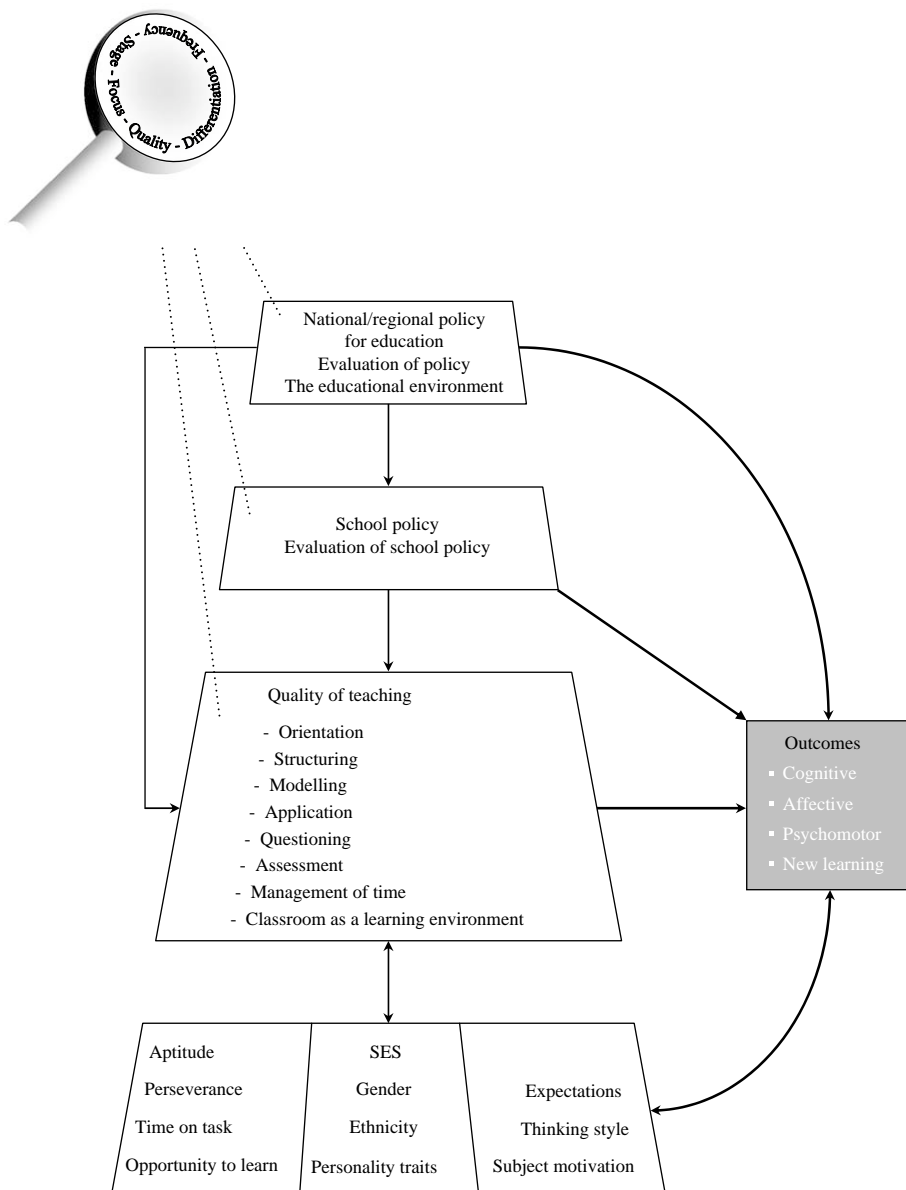 Focus - Quality - Differentiation - Frequency - Stage -
National/regional policy
for education
Evaluation of policy
The educational environment
School policy
Evaluation of school policy
Quality of teaching
- Orientation
- Structuring
- Modelling
- Application
- Questioning
- Assessment
- Management of time
- Classroom as a learning environment
Outcomes
▪ Cognitive
▪ Affective
▪ Psychomotor
▪ New learning
Aptitude
Perseverance
Time on task
Opportunity to learn
SES
Gender
Ethnicity
Personality traits
Expectations
Thinking style
Subject motivation